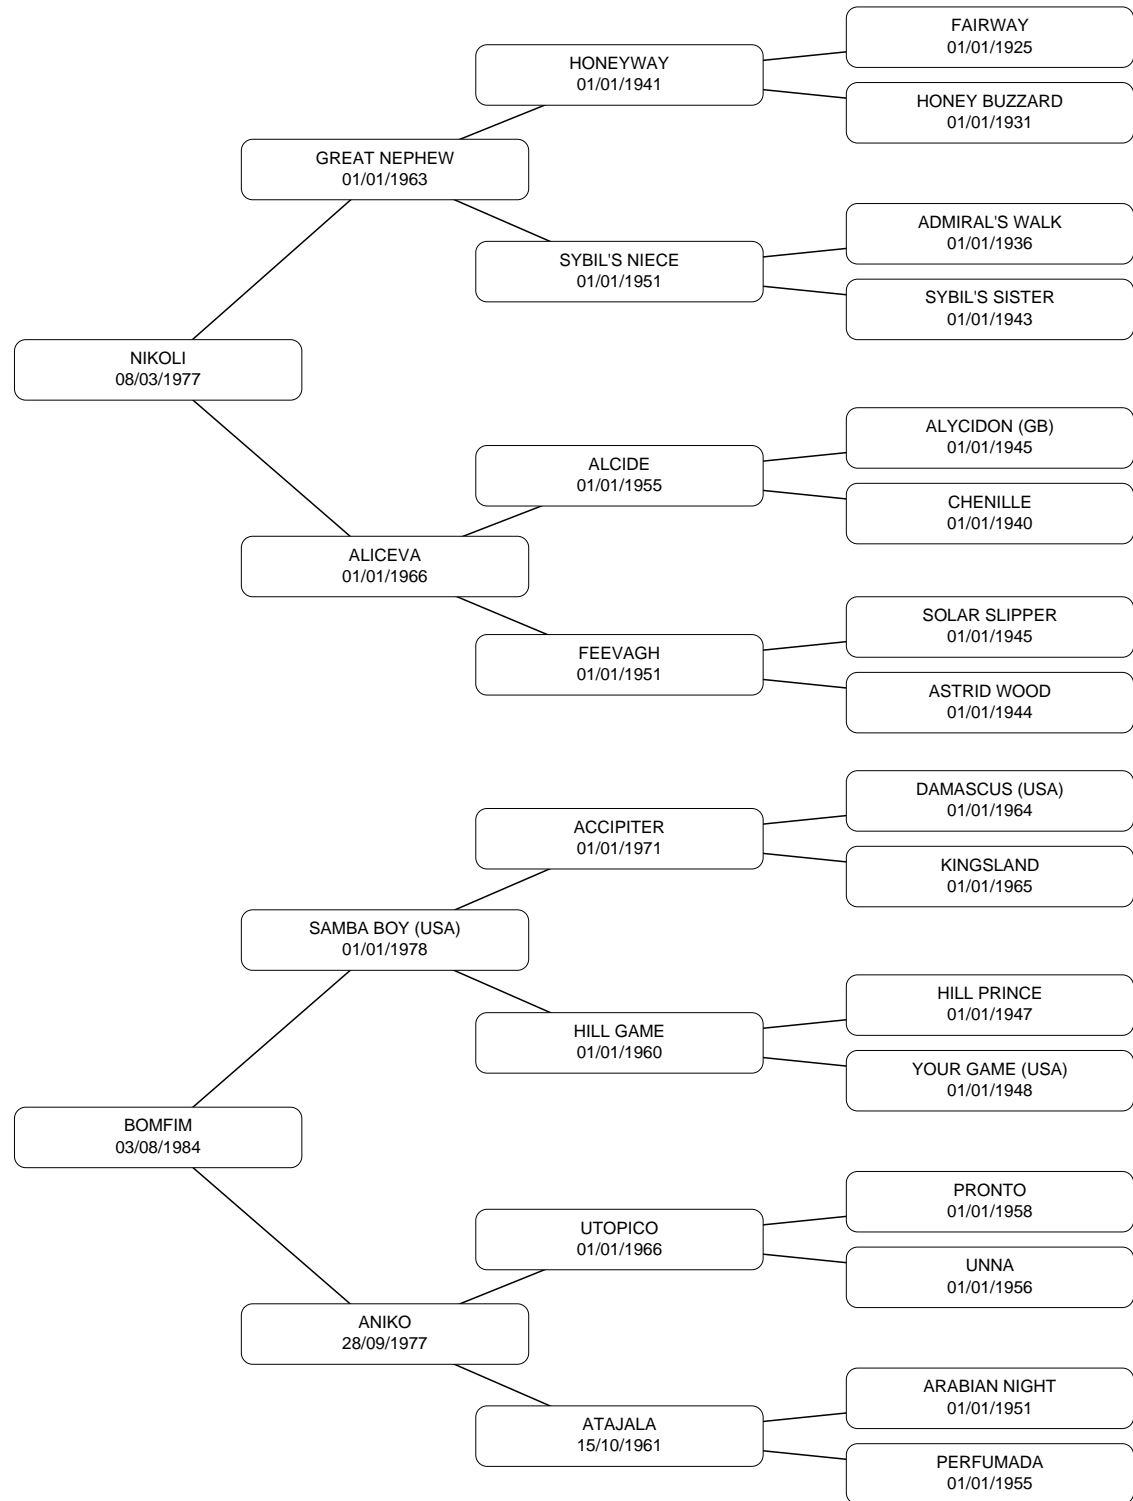 FAIRWAY
01/01/1925
HONEYWAY
01/01/1941
HONEY BUZZARD
01/01/1931
GREAT NEPHEW
01/01/1963
ADMIRAL'S WALK
01/01/1936
SYBIL'S NIECE
01/01/1951
SYBIL'S SISTER
01/01/1943
NIKOLI
08/03/1977
ALYCIDON (GB)
01/01/1945
ALCIDE
01/01/1955
CHENILLE
01/01/1940
ALICEVA
01/01/1966
SOLAR SLIPPER
01/01/1945
FEEVAGH
01/01/1951
ASTRID WOOD
01/01/1944
DAMASCUS (USA)
01/01/1964
ACCIPITER
01/01/1971
KINGSLAND
01/01/1965
SAMBA BOY (USA)
01/01/1978
HILL PRINCE
01/01/1947
HILL GAME
01/01/1960
YOUR GAME (USA)
01/01/1948
BOMFIM
03/08/1984
PRONTO
01/01/1958
UTOPICO
01/01/1966
UNNA
01/01/1956
ANIKO
28/09/1977
ARABIAN NIGHT
01/01/1951
ATAJALA
15/10/1961
PERFUMADA
01/01/1955